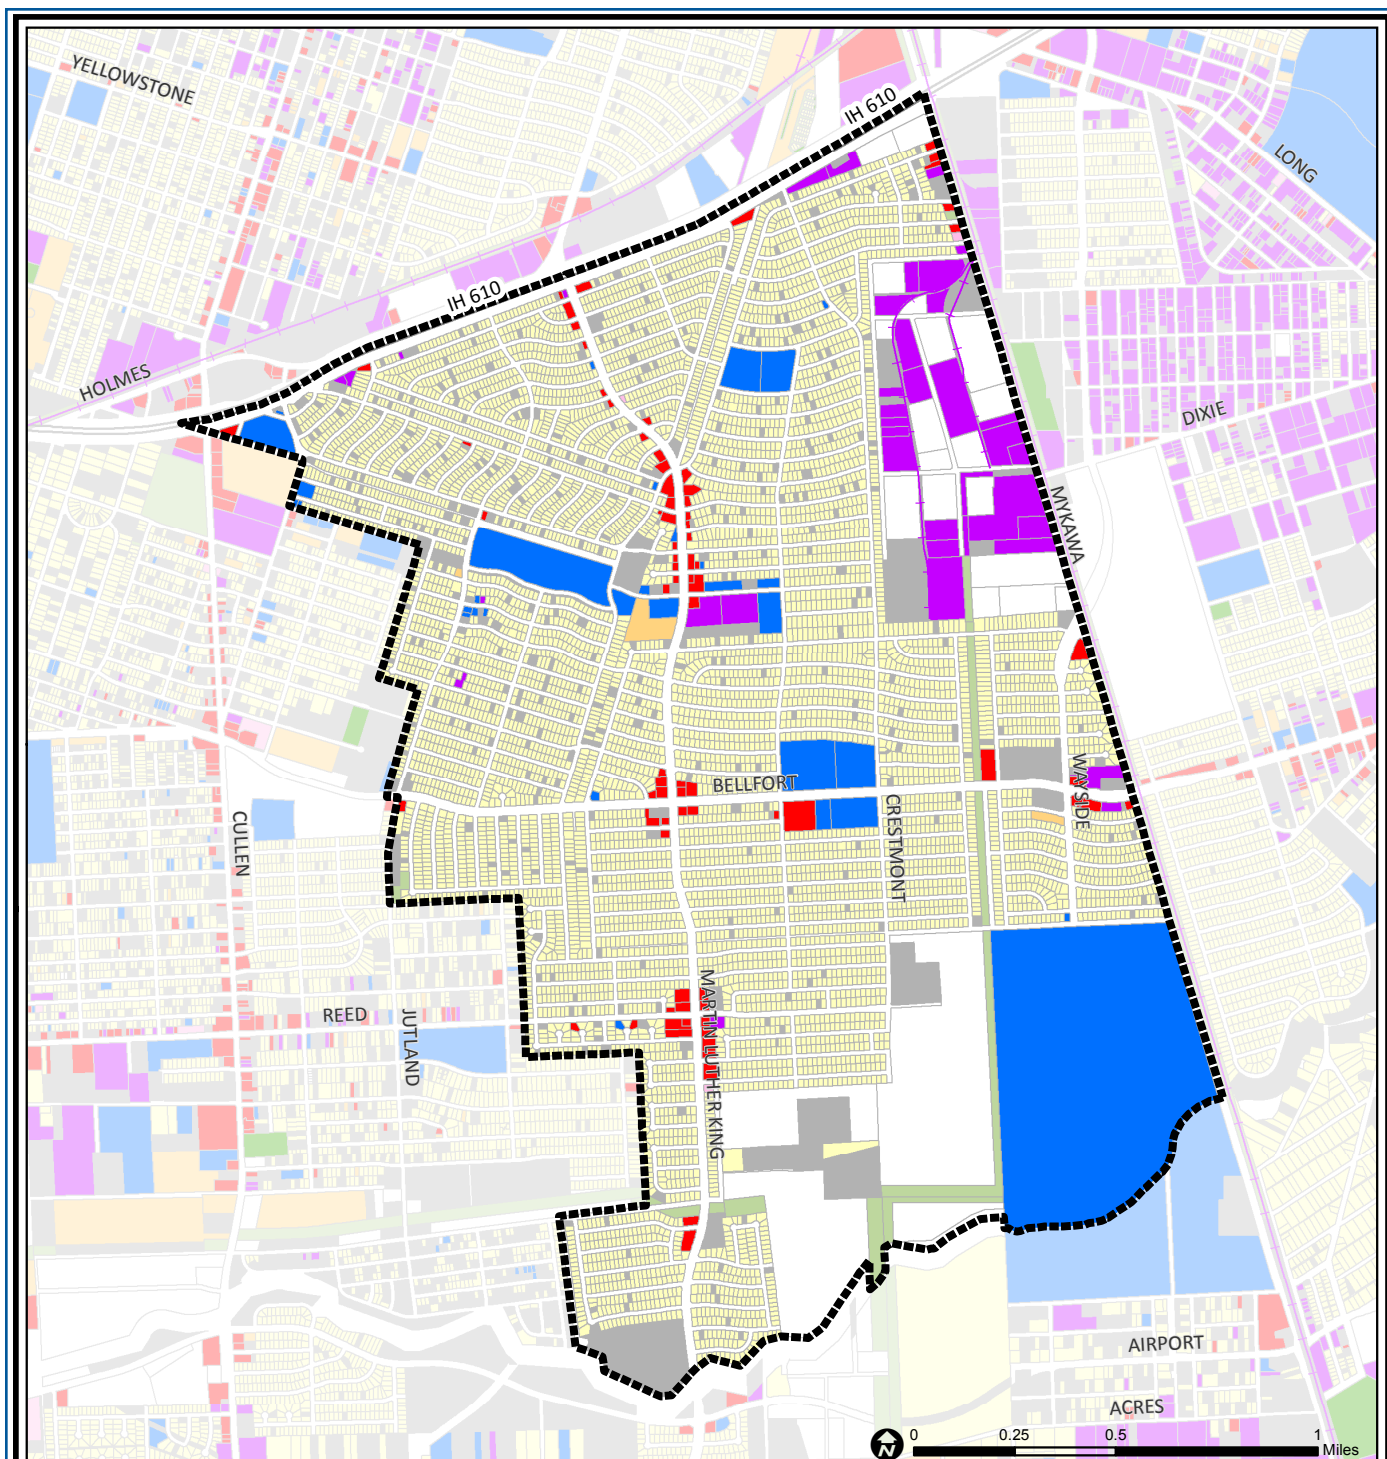 YELLOWSTONE
IH 610
LONG
IH 610
HOLMES
DIXIE
MYKAWA
BELLFORT
WAYSIDE
CULLEN
CRESTMONT
MARTIN LUTHER KING
REED
JUTLAND
AIRPORT
ACRES
N
0 0.25 0.5 1
Miles